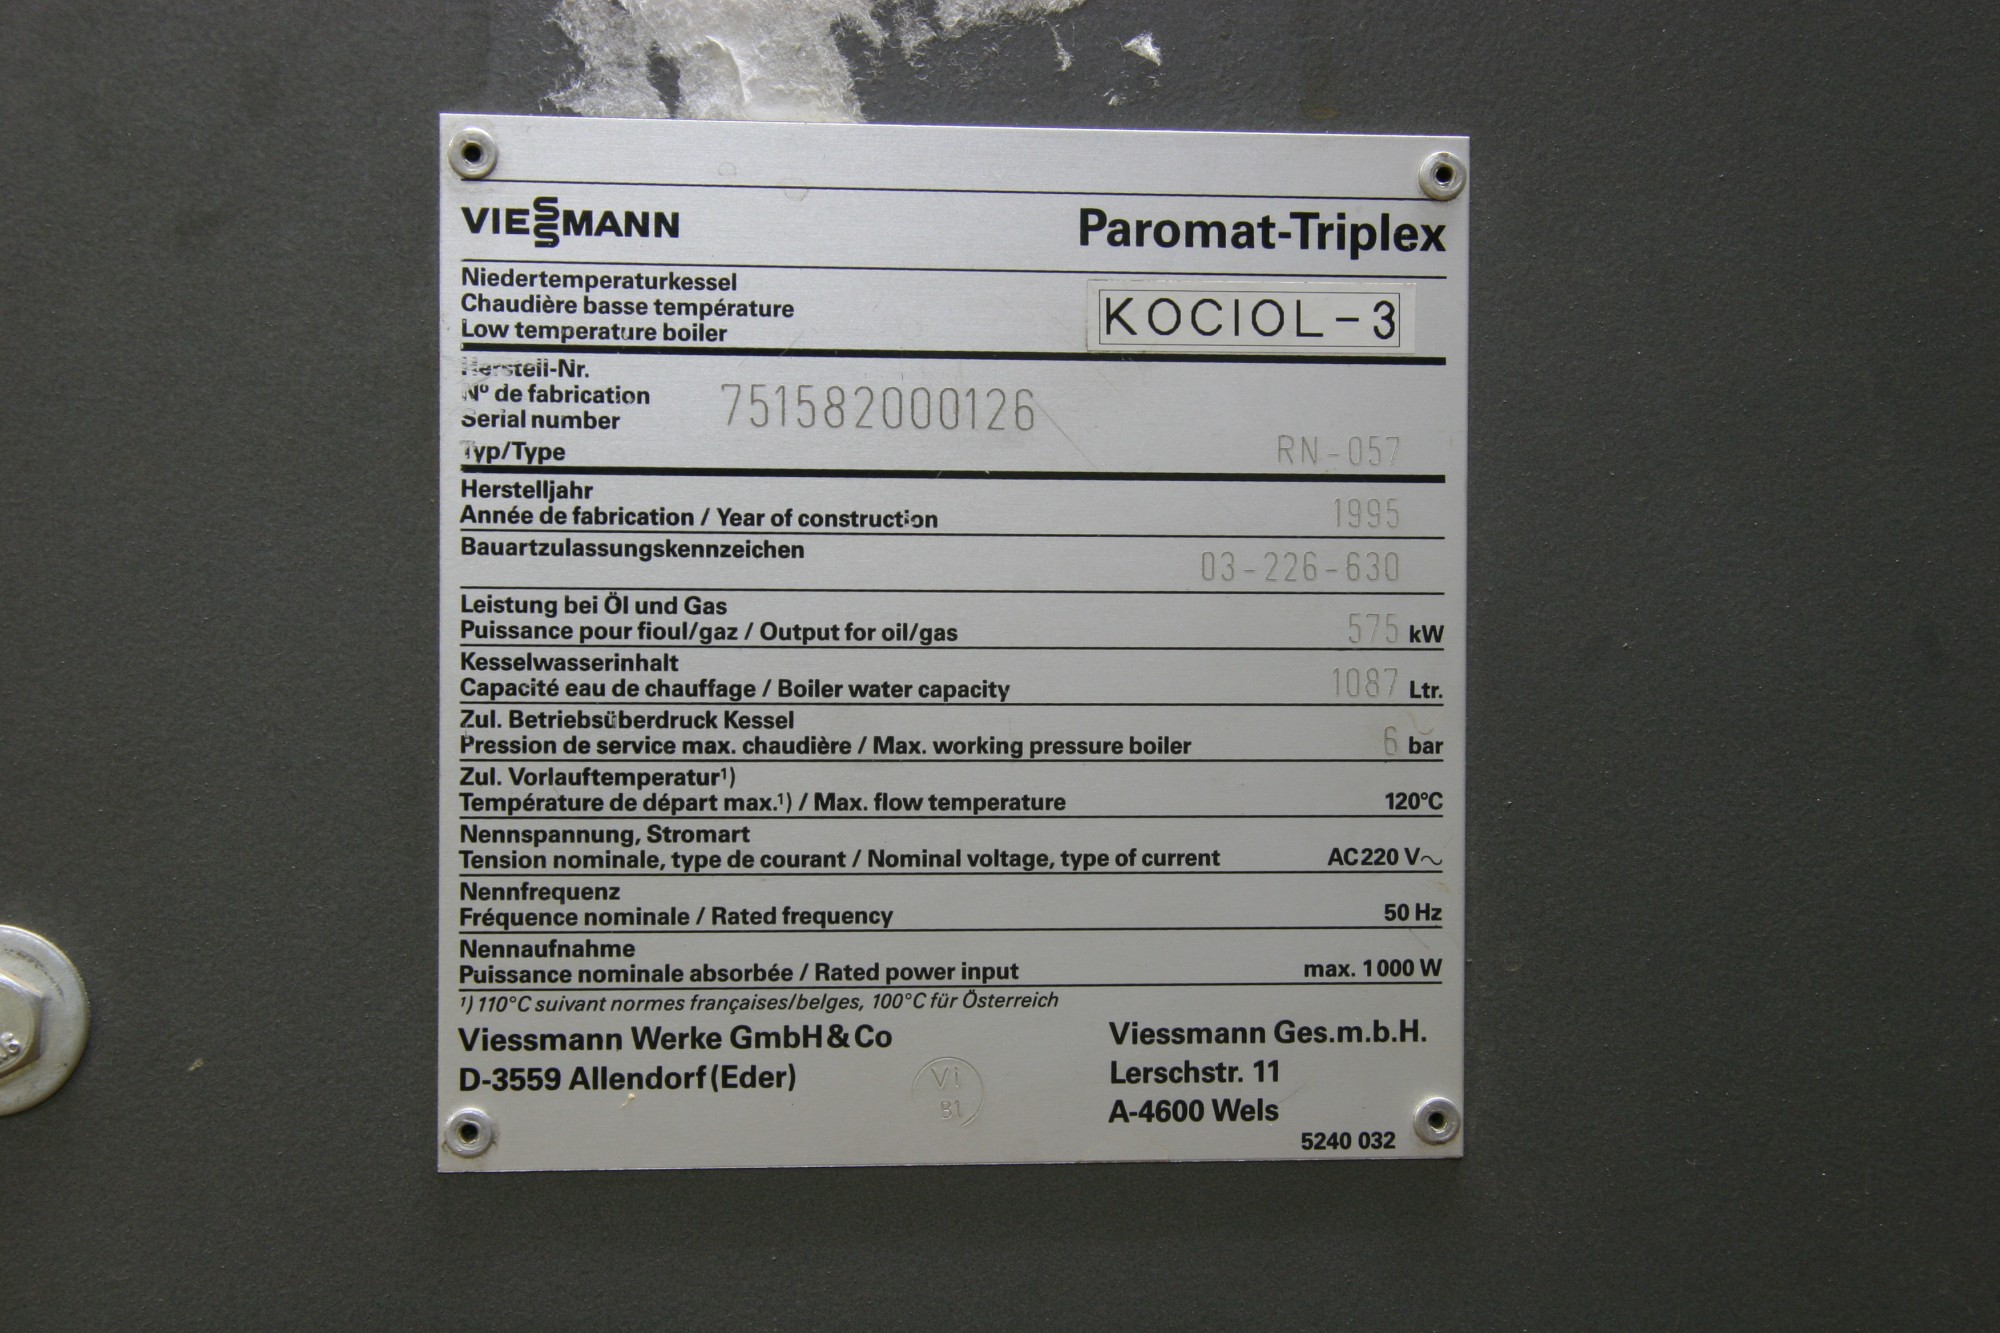 VIESSMANN Paromat-Triplex
Niedertemperaturkessel
Chaudière basse température
Low temperature boiler
KOCIOL-3
Herstell-Nr.
Nº de fabrication
Serial number
751582000126
Typ/Type RN-057
Herstelljahr
Année de fabrication / Year of construction 1995
Bauartzulassungskennzeichen
03-226-630
Leistung bei Öl und Gas
Puissance pour fioul/gaz / Output for oil/gas 575 kW
Kesselwasserinhalt
Capacité eau de chauffage / Boiler water capacity 1087 Ltr.
Zul. Betriebsüberdruck Kessel
Pression de service max. chaudière / Max. working pressure boiler 6 bar
Zul. Vorlauftemperatur¹)
Température de départ max.¹) / Max. flow temperature 120°C
Nennspannung, Stromart
Tension nominale, type de courant / Nominal voltage, type of current AC 220 V~
Nennfrequenz
Fréquence nominale / Rated frequency 50 Hz
Nennaufnahme
Puissance nominale absorbée / Rated power input max. 1000 W
¹) 110°C suivant normes françaises/belges, 100°C für Österreich
Viessmann Werke GmbH & Co
D-3559 Allendorf (Eder)
Vi
81
Viessmann Ges.m.b.H.
Lerschstr. 11
A-4600 Wels
5240 032